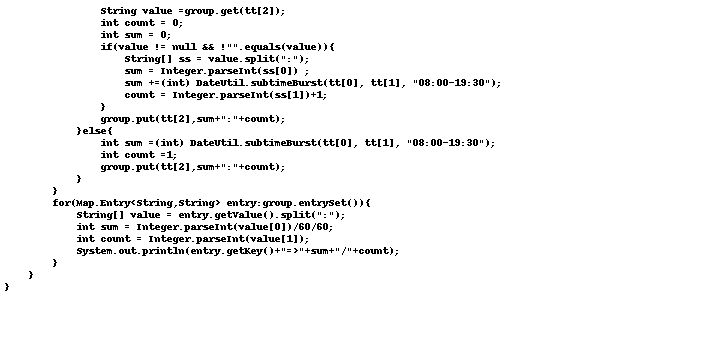 String value =group.get(tt[2]);
int count = 0;
int sum = 0;
if(value != null && !"".equals(value)){
String[] ss = value.split(":");
sum = Integer.parseInt(ss[0]) ;
sum +=(int) DateUtil.subtimeBurst(tt[0], tt[1], "08:00-19:30");
count = Integer.parseInt(ss[1])+1;
}
group.put(tt[2],sum+":"+count);
}else{
int sum =(int) DateUtil.subtimeBurst(tt[0], tt[1], "08:00-19:30");
int count =1;
group.put(tt[2],sum+":"+count);
}
}
for(Map.Entry<String,String> entry:group.entrySet()){
String[] value = entry.getValue().split(":");
int sum = Integer.parseInt(value[0])/60/60;
int count = Integer.parseInt(value[1]);
System.out.println(entry.getKey()+"=>"+sum+"/"+count);
}
}
}